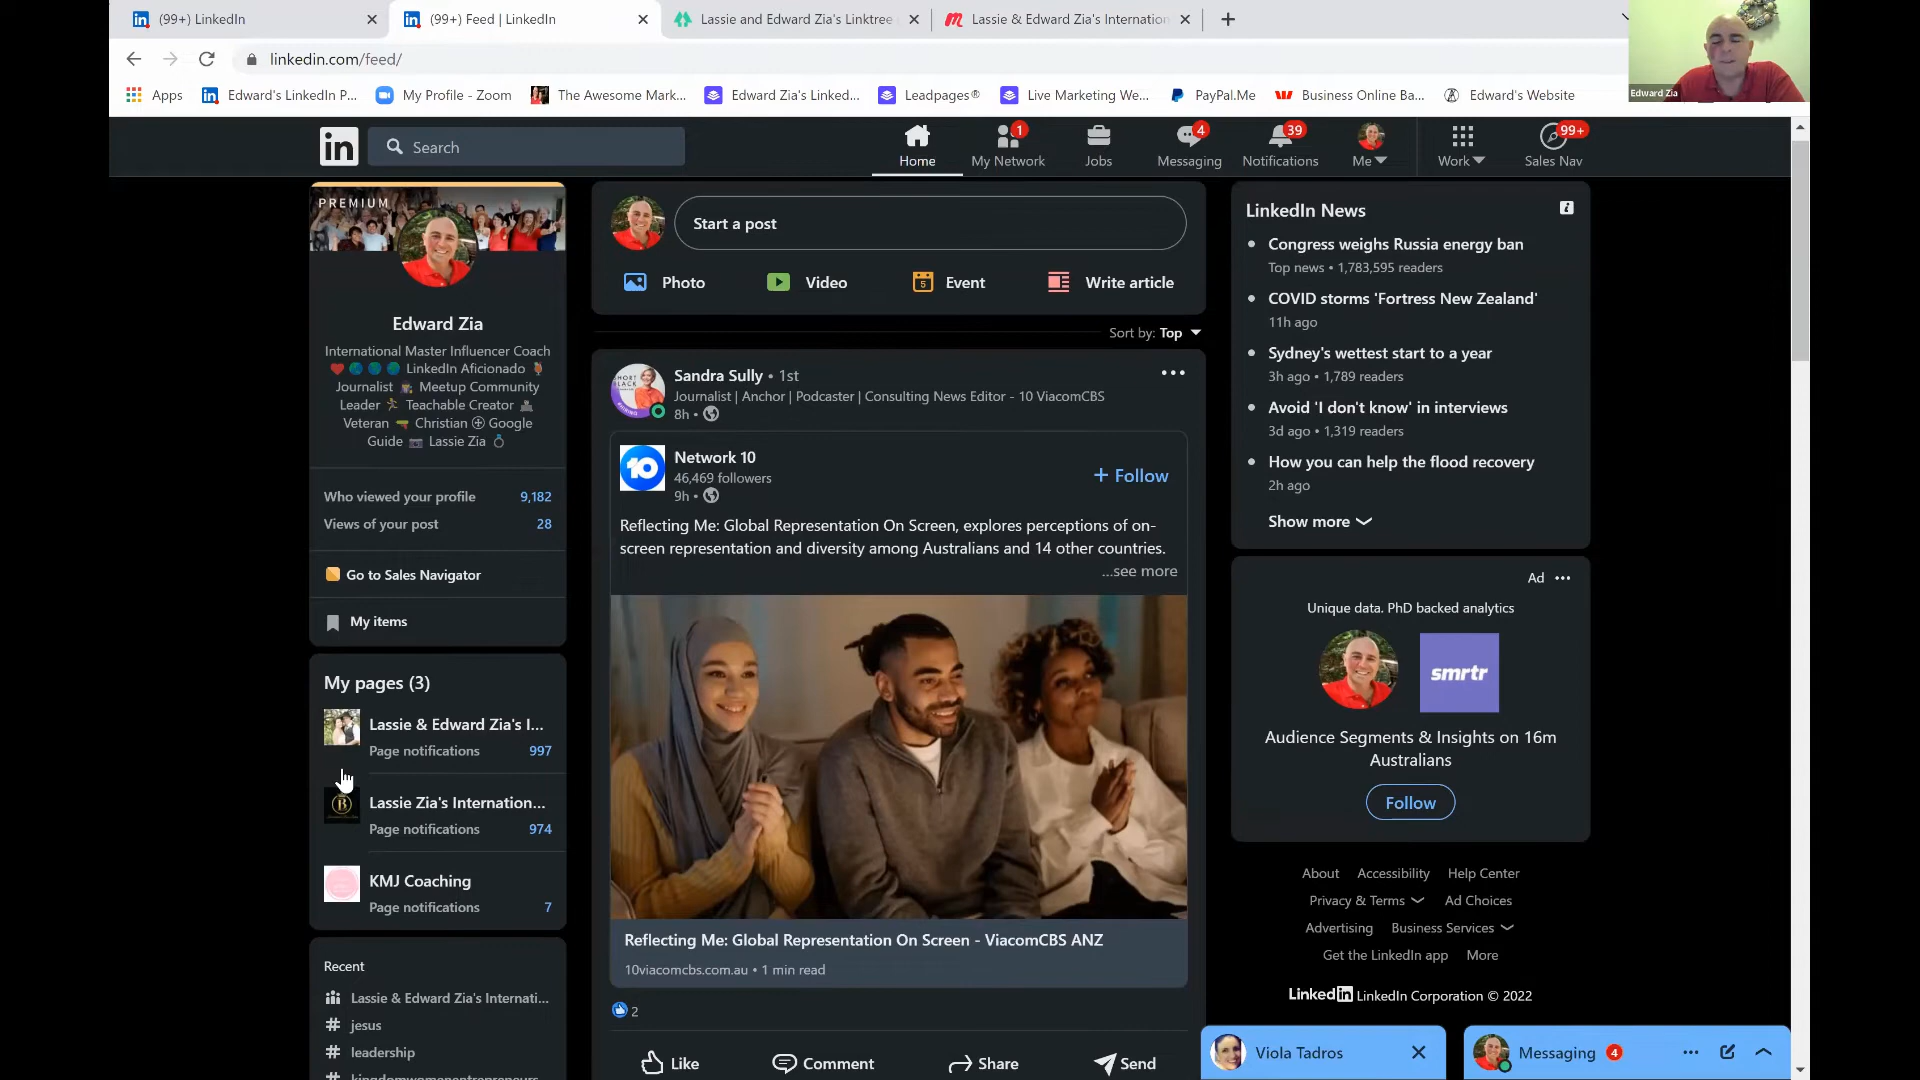 (99+) LinkedIn
(99+) Feed | LinkedIn
Lassie and Edward Zia's Linktree
Lassie & Edward Zia's Internation
linkedin.com/feed/
Apps
Edward's LinkedIn P...
My Profile - Zoom
The Awesome Mark...
Edward Zia's Linked...
Leadpages®
Live Marketing We...
PayPal.Me
Business Online Ba...
Edward's Website
Edward Zia
in
Search
Home
1
My Network
Jobs
4
Messaging
39
Notifications
Me
Work
99+
Sales Nav
PREMIUM
Edward Zia
International Master Influencer Coach
LinkedIn Aficionado
Journalist Meetup Community
Leader Teachable Creator
Veteran Christian Google
Guide Lassie Zia
Who viewed your profile 9,182
Views of your post 28
Go to Sales Navigator
My items
My pages (3)
Lassie & Edward Zia's I...
Page notifications 997
B
Lassie Zia's Internation...
Page notifications 974
KMJ Coaching
Page notifications 7
Recent
Lassie & Edward Zia's Internati...
# jesus
# leadership
# kingdomwomenentrepreneurs
Start a post
Photo
Video
5
Event
Write article
Sort by: Top
Sandra Sully • 1st
Journalist | Anchor | Podcaster | Consulting News Editor - 10 ViacomCBS
8h •
10
Network 10
46,469 followers
9h •
+ Follow
Reflecting Me: Global Representation On Screen, explores perceptions of on-
screen representation and diversity among Australians and 14 other countries.
...see more
Reflecting Me: Global Representation On Screen - ViacomCBS ANZ
10viacomcbs.com.au • 1 min read
2
Like
Comment
Share
Send
LinkedIn News
Congress weighs Russia energy ban
Top news • 1,783,595 readers
COVID storms 'Fortress New Zealand'
11h ago
Sydney's wettest start to a year
3h ago • 1,789 readers
Avoid 'I don't know' in interviews
3d ago • 1,319 readers
How you can help the flood recovery
2h ago
Show more
Ad
Unique data. PhD backed analytics
smrtr
Audience Segments & Insights on 16m
Australians
Follow
About Accessibility Help Center
Privacy & Terms Ad Choices
Advertising Business Services
Get the LinkedIn app More
LinkedIn LinkedIn Corporation © 2022
Viola Tadros
Messaging 4